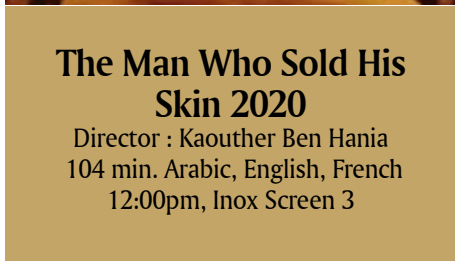 The Man Who Sold His
Skin 2020
Director : Kaouther Ben Hania
104 min. Arabic, English, French
12:00pm, Inox Screen 3